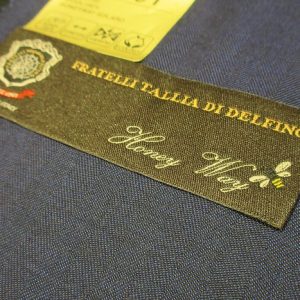 FRATELLI TALLIA DI DELFINO
Honey Way